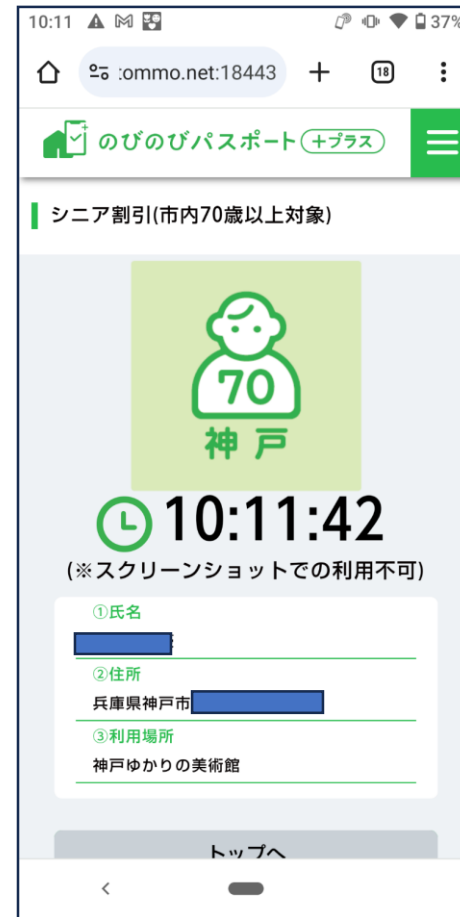 10:11 37%
:ommo.net:18443 18
のびのびパスポート +プラス
シニア割引(市内70歳以上対象)
70
神戸
10:11:42
(※スクリーンショットでの利用不可)
①氏名
②住所
兵庫県神戸市
③利用場所
神戸ゆかりの美術館
トップへ